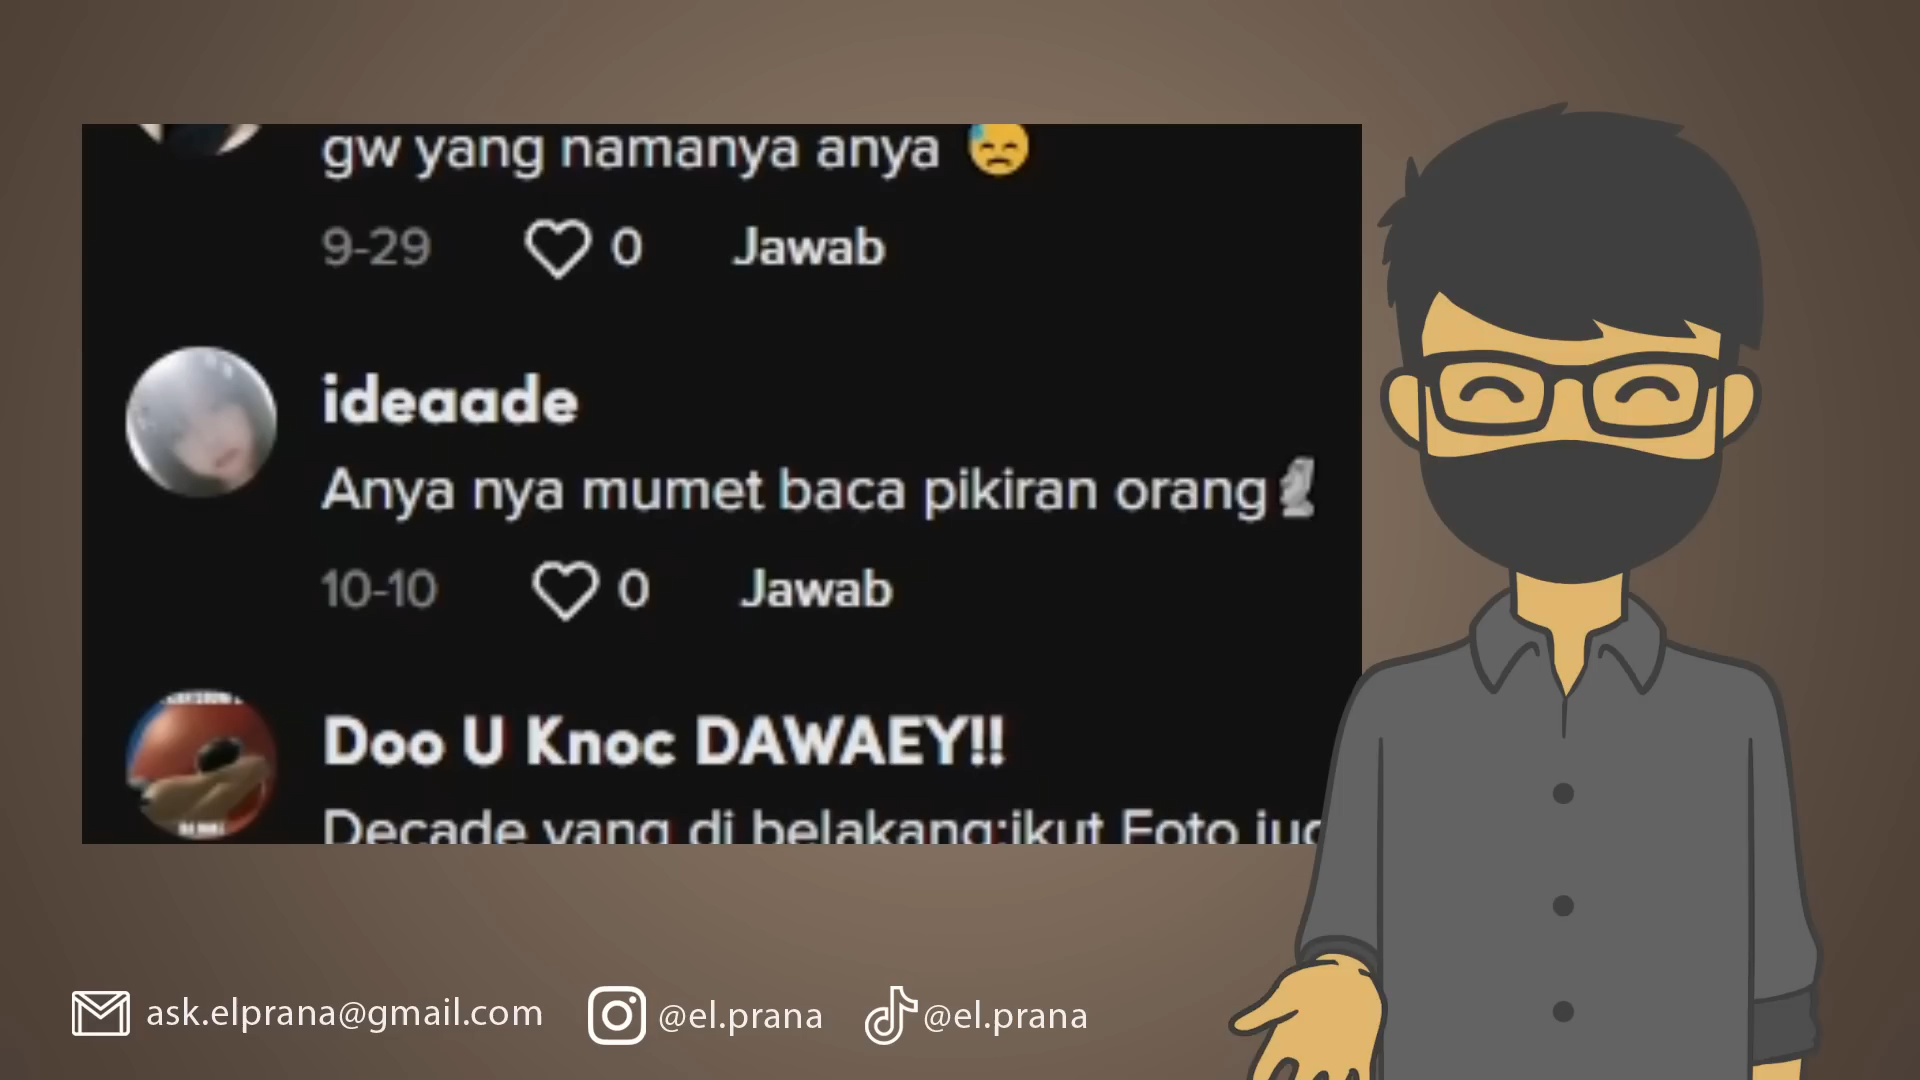 gw yang namanya anya 😓
9-29 0 Jawab
ideaade
Anya nya mumet baca pikiran orang🗿
10-10 0 Jawab
Doo U Knoc DAWAEY!!
Decade yang di belakang:ikut Foto
ask.elprana@gmail.com @el.prana @el.prana